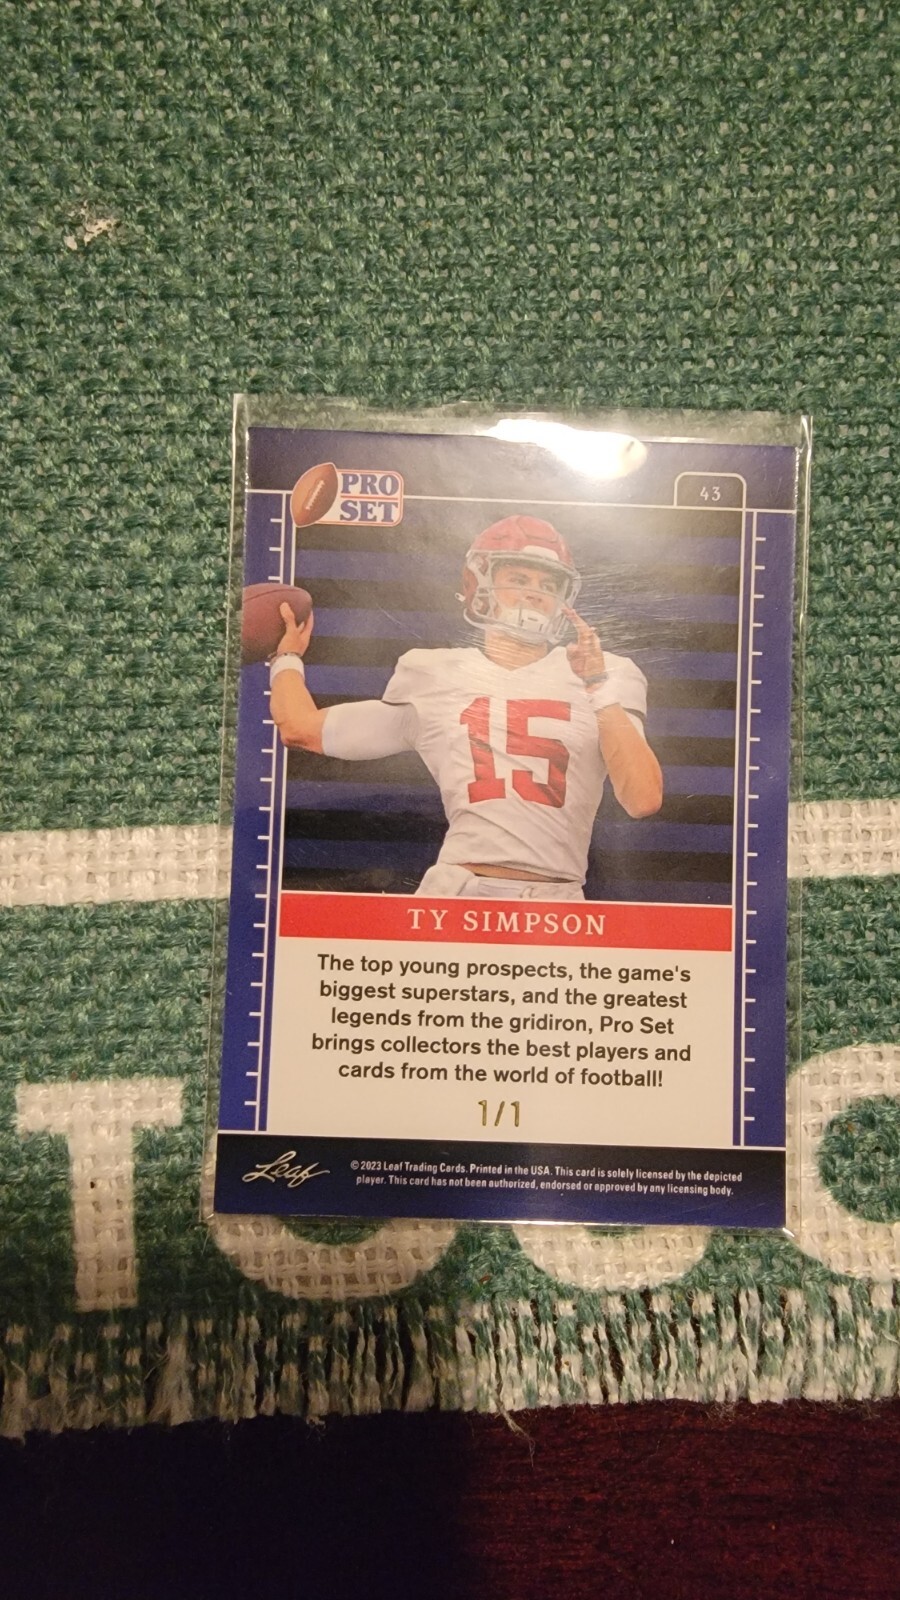 PRO
SET
43
15
TY SIMPSON
The top young prospects, the game's
biggest superstars, and the greatest
legends from the gridiron, Pro Set
brings collectors the best players and
cards from the world of football!
1/1
Leaf
©2023 Leaf Trading Cards. Printed in the USA. This card is solely licensed by the depicted
player. This card has not been authorized, endorsed or approved by any licensing body.